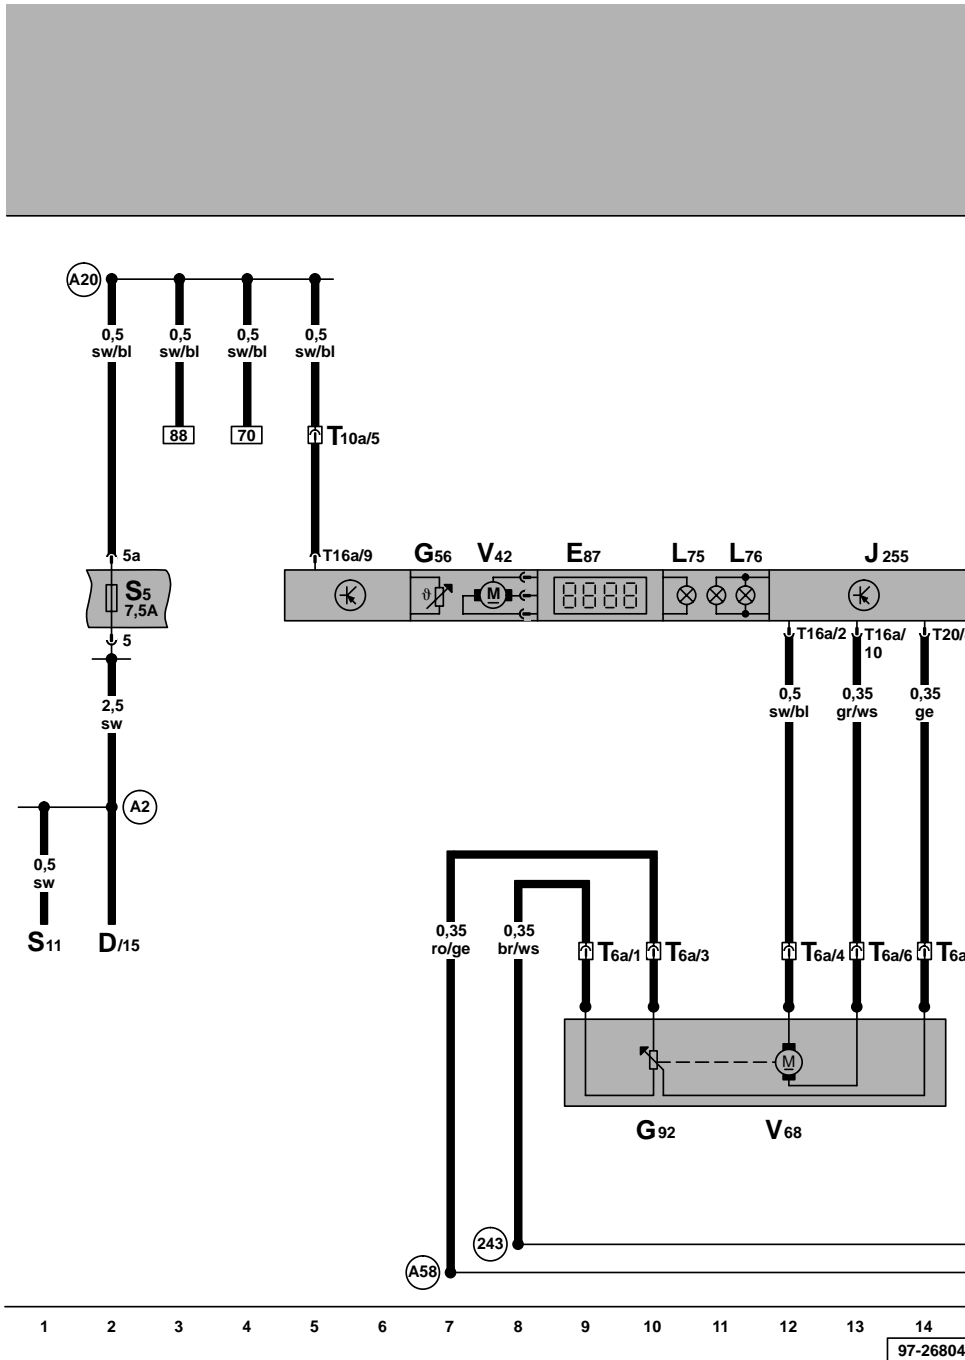 A20
0,5 0,5 0,5 0,5
sw/bl sw/bl sw/bl sw/bl
88 70 T10a/5
5a T16a/9 G56 V42 E87 L75 L76 J255
S5
7,5A
ϑ M 8888
5 T16a/2 T16a/ T20/
10
2,5 0,5 0,35 0,35
sw sw/bl gr/ws ge
A2
0,5
sw
0,35 0,35
ro/ge br/ws
S11 D/15 T6a/1 T6a/3 T6a/4 T6a/6 T6a
M
G92 V68
243
A58
1 2 3 4 5 6 7 8 9 10 11 12 13 14
97-26804